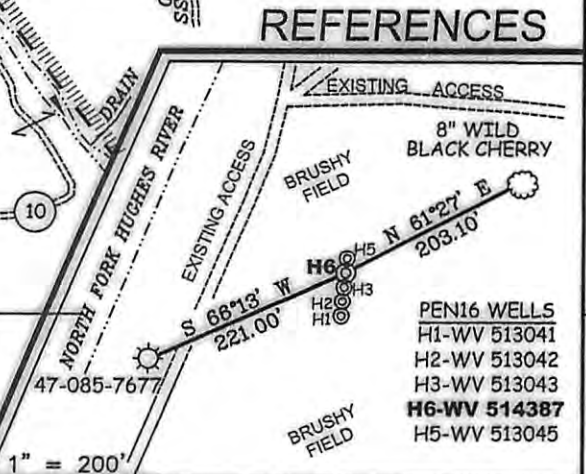 SS
REFERENCES
DRAIN
EXISTING ACCESS
8" WILD
BLACK CHERRY
NORTH FORK HUGHES RIVER
EXISTING ACCESS
BRUSHY
FIELD
10
N 61°27' E
203.10'
H5
H6
H3
H2
H1
S 66°13' W
221.00'
47-085-7677
PEN16 WELLS
H1-WV 513041
H2-WV 513042
H3-WV 513043
H6-WV 514387
H5-WV 513045
BRUSHY
FIELD
1" = 200'